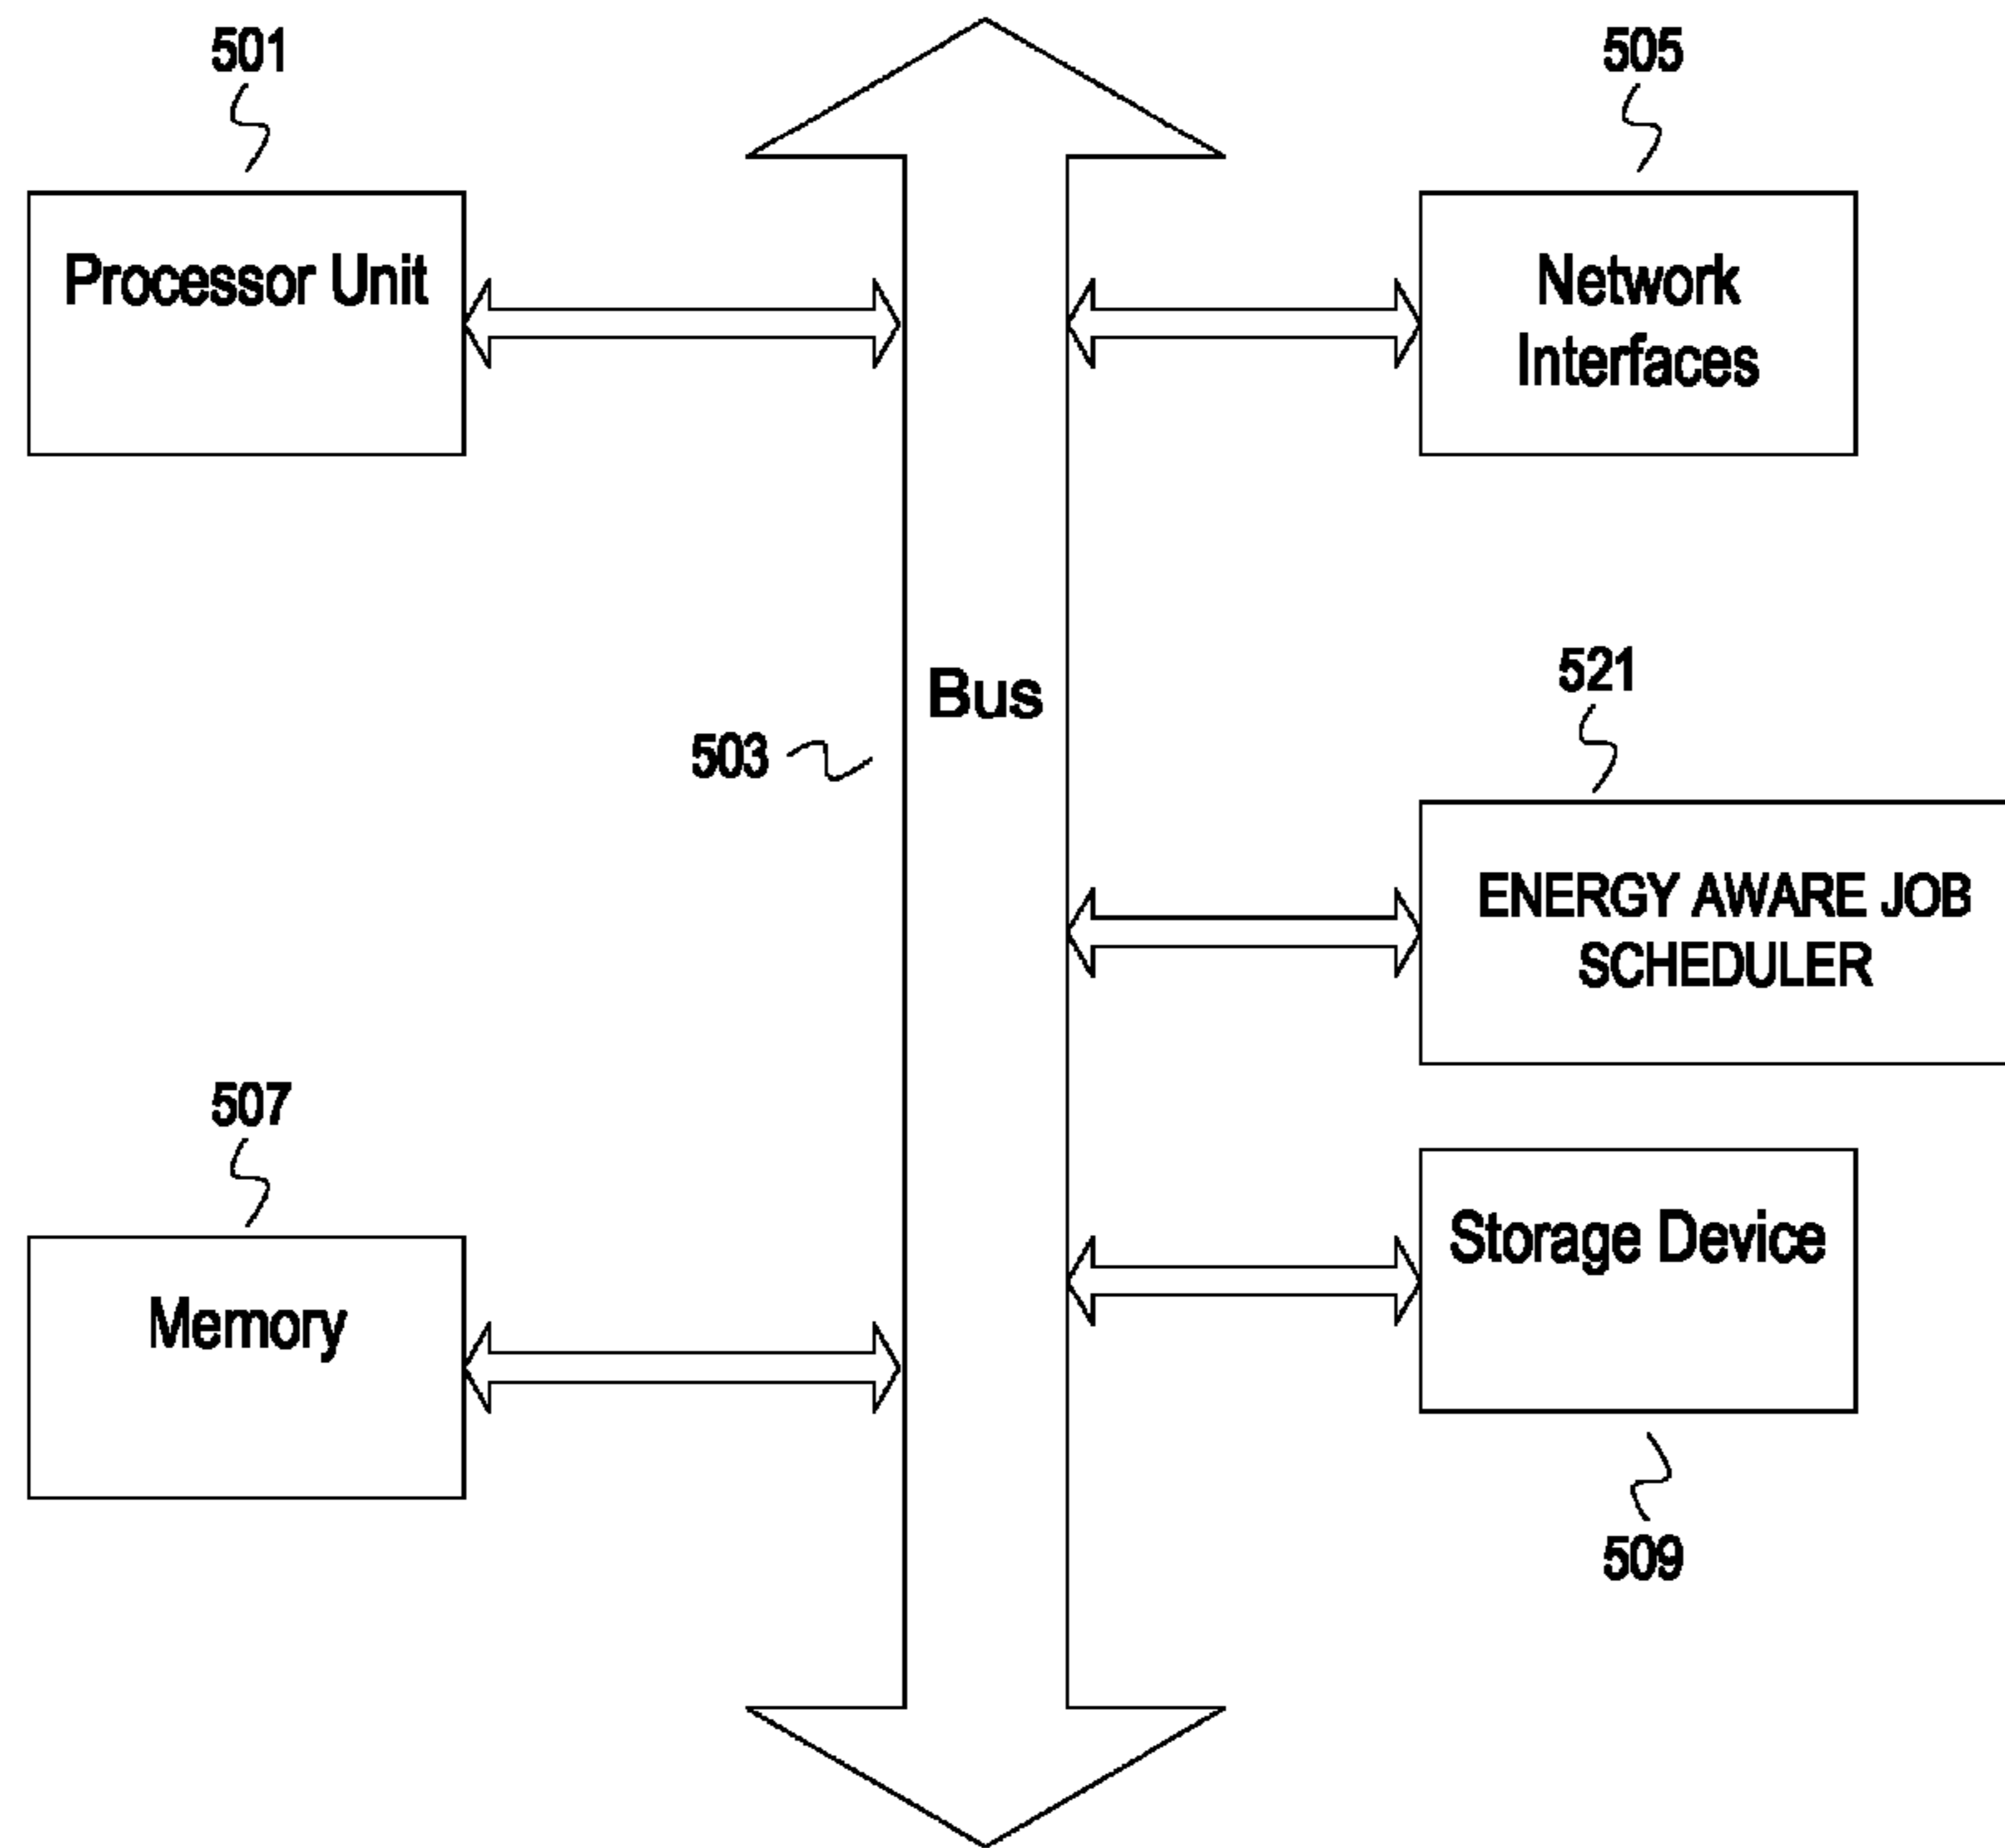 501
505
Processor Unit
Network
Interfaces
Bus
521
503
ENERGY AWARE JOB
SCHEDULER
507
Storage Device
Memory
509